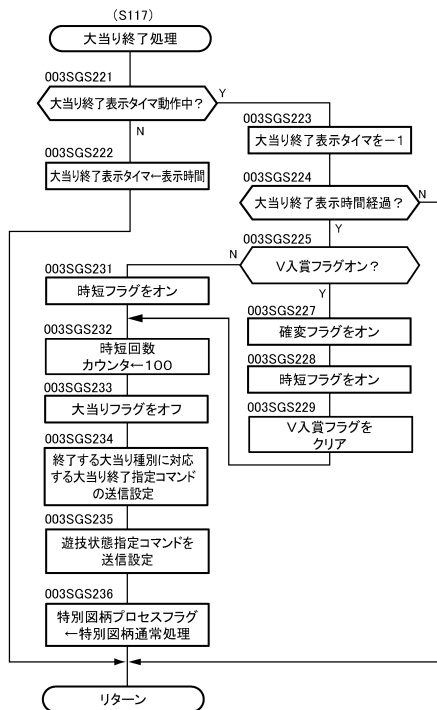 (S117)
大当り終了処理
003SGS221
大当り終了表示タイマ動作中？
Y
N
003SGS222
大当り終了表示タイマ←表示時間
003SGS223
大当り終了表示タイマを－1
003SGS224
大当り終了表示時間経過？
N
Y
003SGS225
V入賞フラグオン？
N
Y
003SGS227
確変フラグをオン
003SGS228
時短フラグをオン
003SGS229
V入賞フラグを
クリア
003SGS231
時短フラグをオン
003SGS232
時短回数
カウンタ←100
003SGS233
大当りフラグをオフ
003SGS234
終了する大当り種別に対応
する大当り終了指定コマンド
の送信設定
003SGS235
遊技状態指定コマンドを
送信設定
003SGS236
特別図柄プロセスフラグ
←特別図柄通常処理
リターン